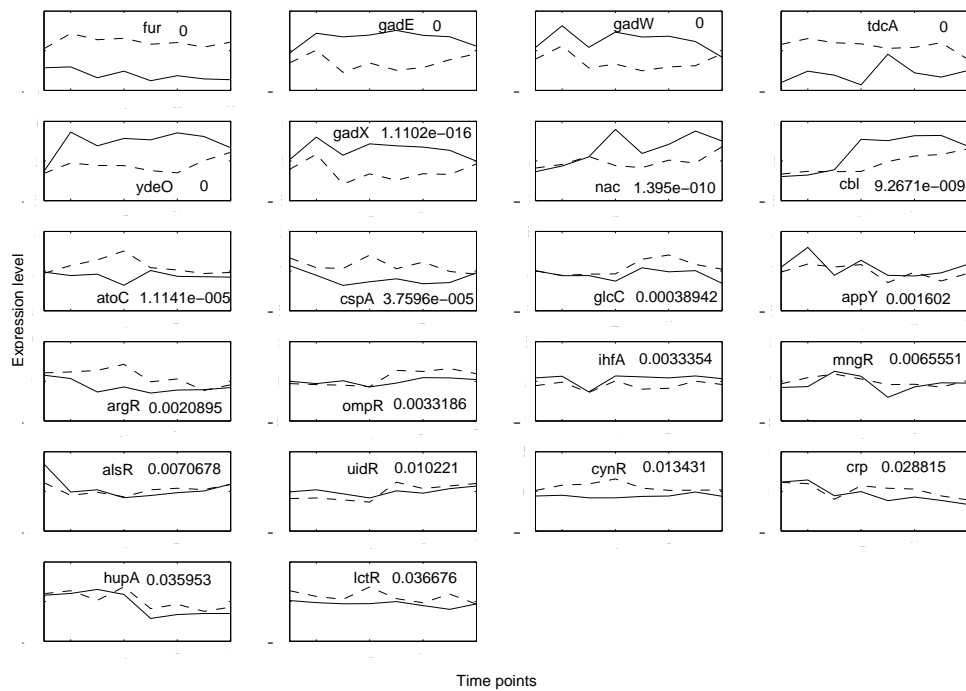 fur 0
gadE 0
gadW 0
tdcA 0
ydeO 0
gadX 1.1102e-016
nac 1.395e-010
cbl 9.2671e-009
atoC 1.1141e-005
cspA 3.7596e-005
glcC 0.00038942
appY 0.001602
argR 0.0020895
ompR 0.0033186
ihfA 0.0033354
mngR 0.0065551
alsR 0.0070678
uidR 0.010221
cynR 0.013431
crp 0.028815
hupA 0.035953
lctR 0.036676
Expression level
Time points